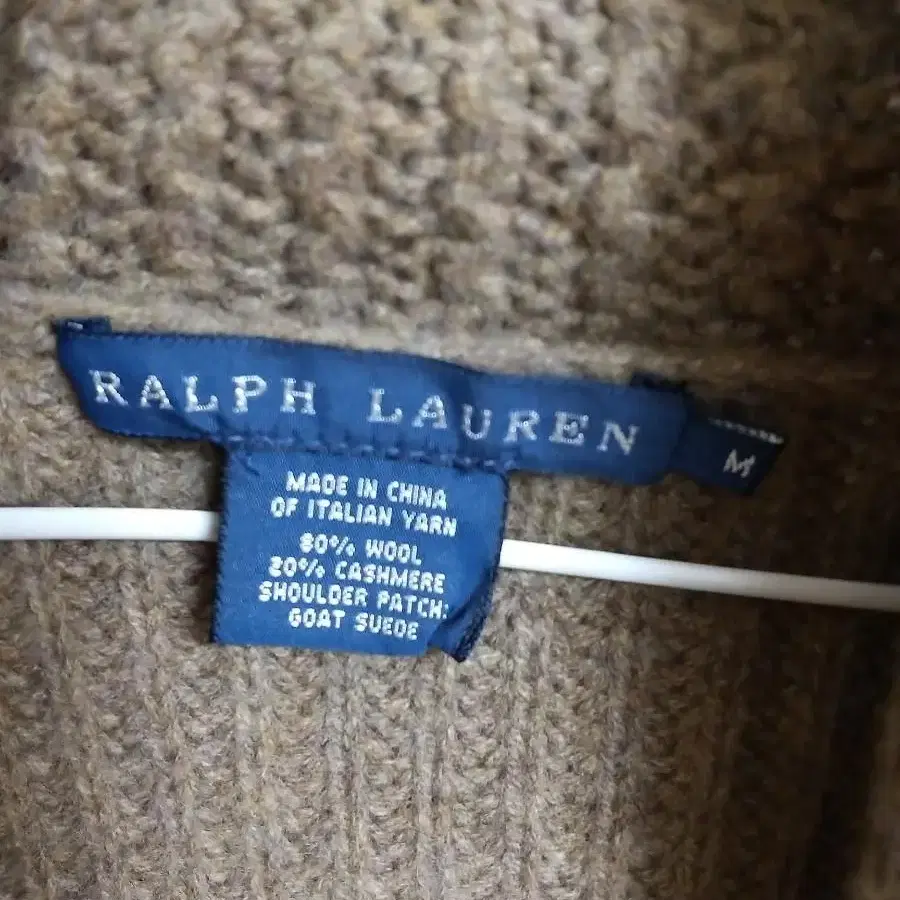 RALPH LAUREN
M
MADE IN CHINA
OF ITALIAN YARN
80% WOOL
20% CASHMERE
SHOULDER PATCH:
GOAT SUEDE